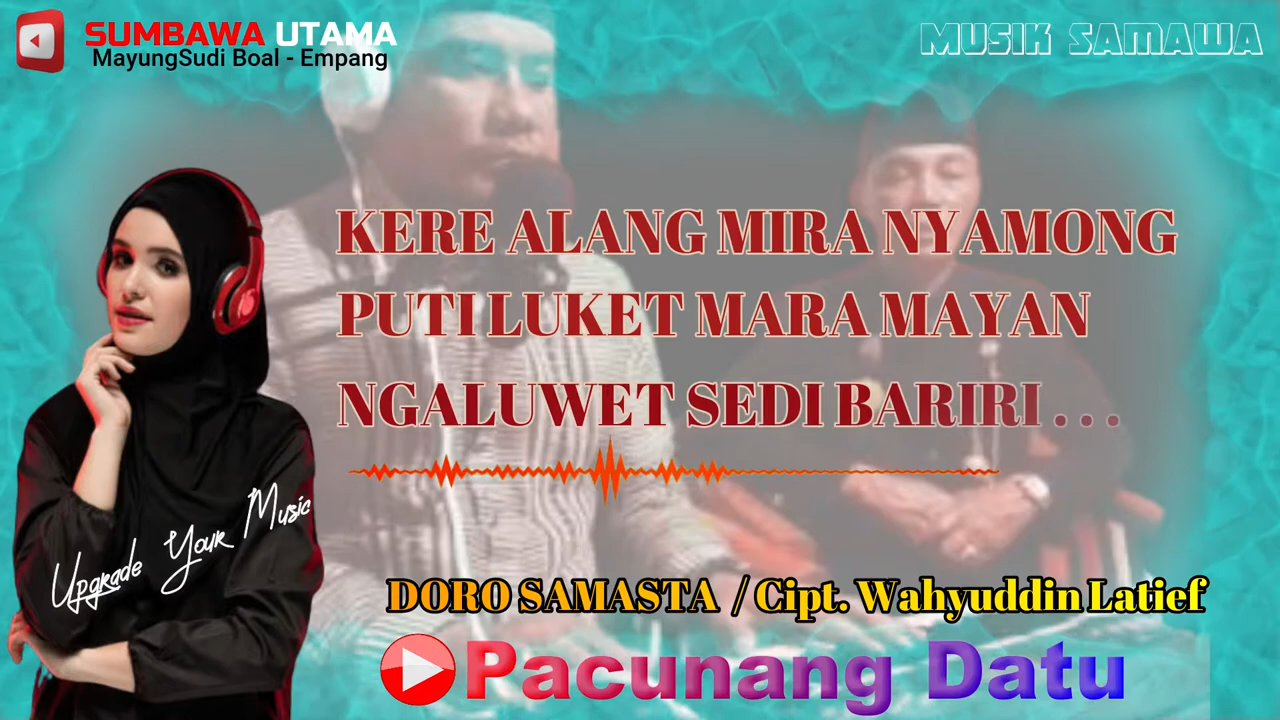 SUMBAWA UTAMA
MayungSudi Boal - Empang
MUSIK SAMAWA
KERE ALANG MIRA NYAMONG
PUTI LUKET MARA MAYAN
NGALUWET SEDI BARIRI . . .
Upgrade Your Music
DORO SAMASTA / Cipt. Wahyuddin Latief
Pacunang Datu